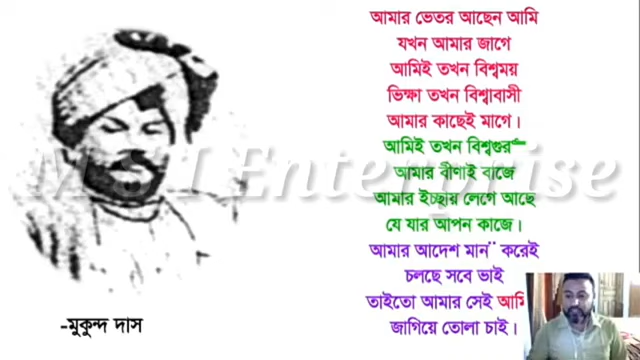 আমার ভেতর আছেন আমি
যখন আমার জাগে
আমিই তখন বিশ্বময়
ভিক্ষা তখন বিশ্বাবাসী
আমার কাছেই মাগে।
আমিই তখন বিশ্বগুর
আমার বীণাই বাজে
আমার ইচ্ছায় লেগে আছে
যে যার আপন কাজে।
আমার আদেশ মান¨ করেই
চলছে সবে ভাই
তাইতো আমার সেই আমি
জাগিয়ে তোলা চাই।
-মুকুন্দ দাস
Enterprise